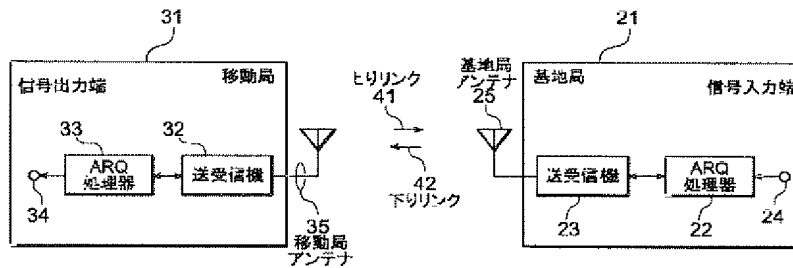 31
移動局
信号出力端
33
32
ARQ
処理器
送受信機
34
35
移動局
アンテナ
上りリンク
41
42
下りリンク
21
基地局
アンテナ
25
基地局
信号入力端
送受信機
ARQ
処理器
23
22
24